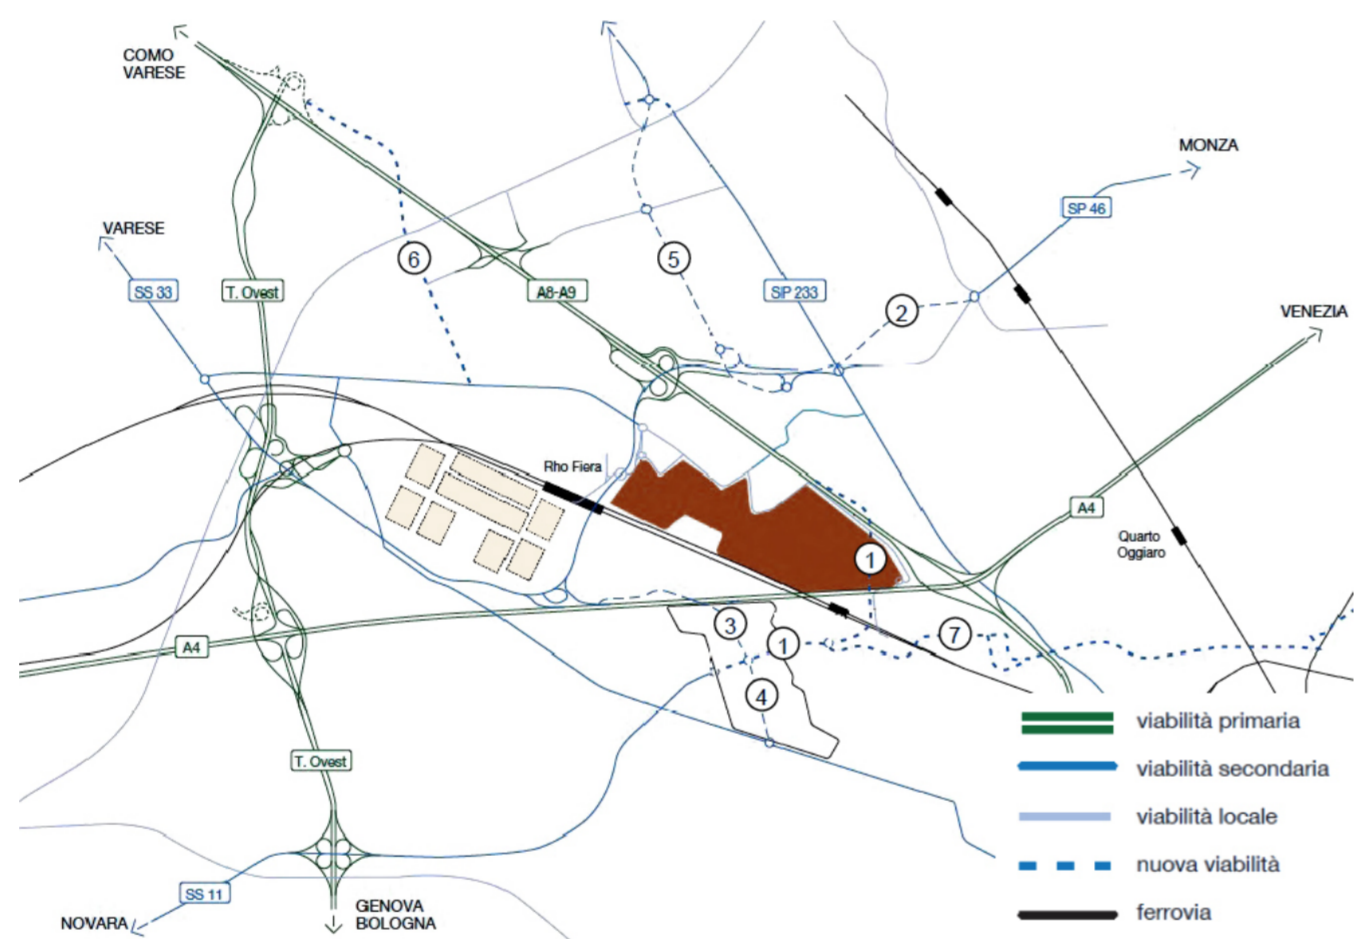 COMO
VARESE
MONZA
SP 46
VARESE
6
5
SS 33
T. Ovest
A8-A9
SP 233
2
VENEZIA
Rho Fiera
A4
Quarto
Oggiaro
1
3
1
7
A4
4
viabilità primaria
T. Ovest
viabilità secondaria
viabilità locale
nuova viabilità
SS 11
ferrovia
NOVARA
GENOVA
BOLOGNA